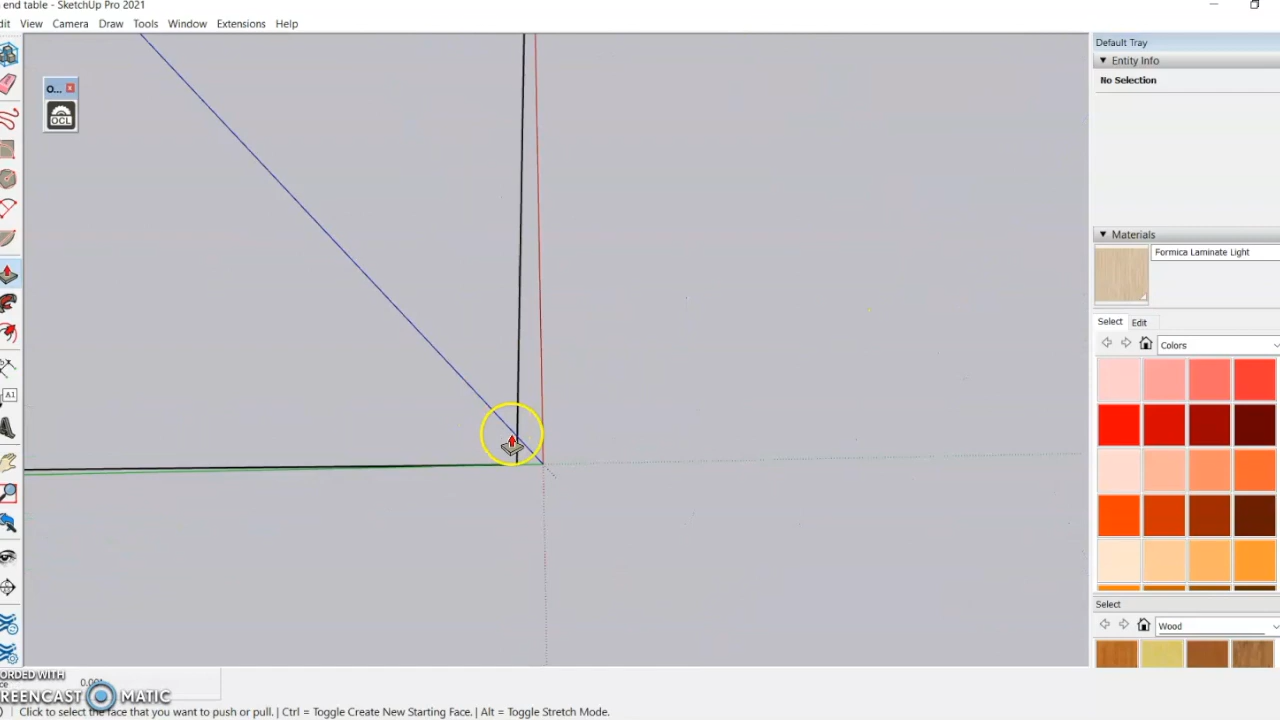 end table - SketchUp Pro 2021
dit View Camera Draw Tools Window Extensions Help
Default Tray
Entity Info
No Selection
O...
OCL
Materials
Formica Laminate Light
Select Edit
Colors
A1
Select
Wood
ORDED WITH
REENCAST MATIC
Click to select the face that you want to push or pull. | Ctrl = Toggle Create New Starting Face. | Alt = Toggle Stretch Mode.